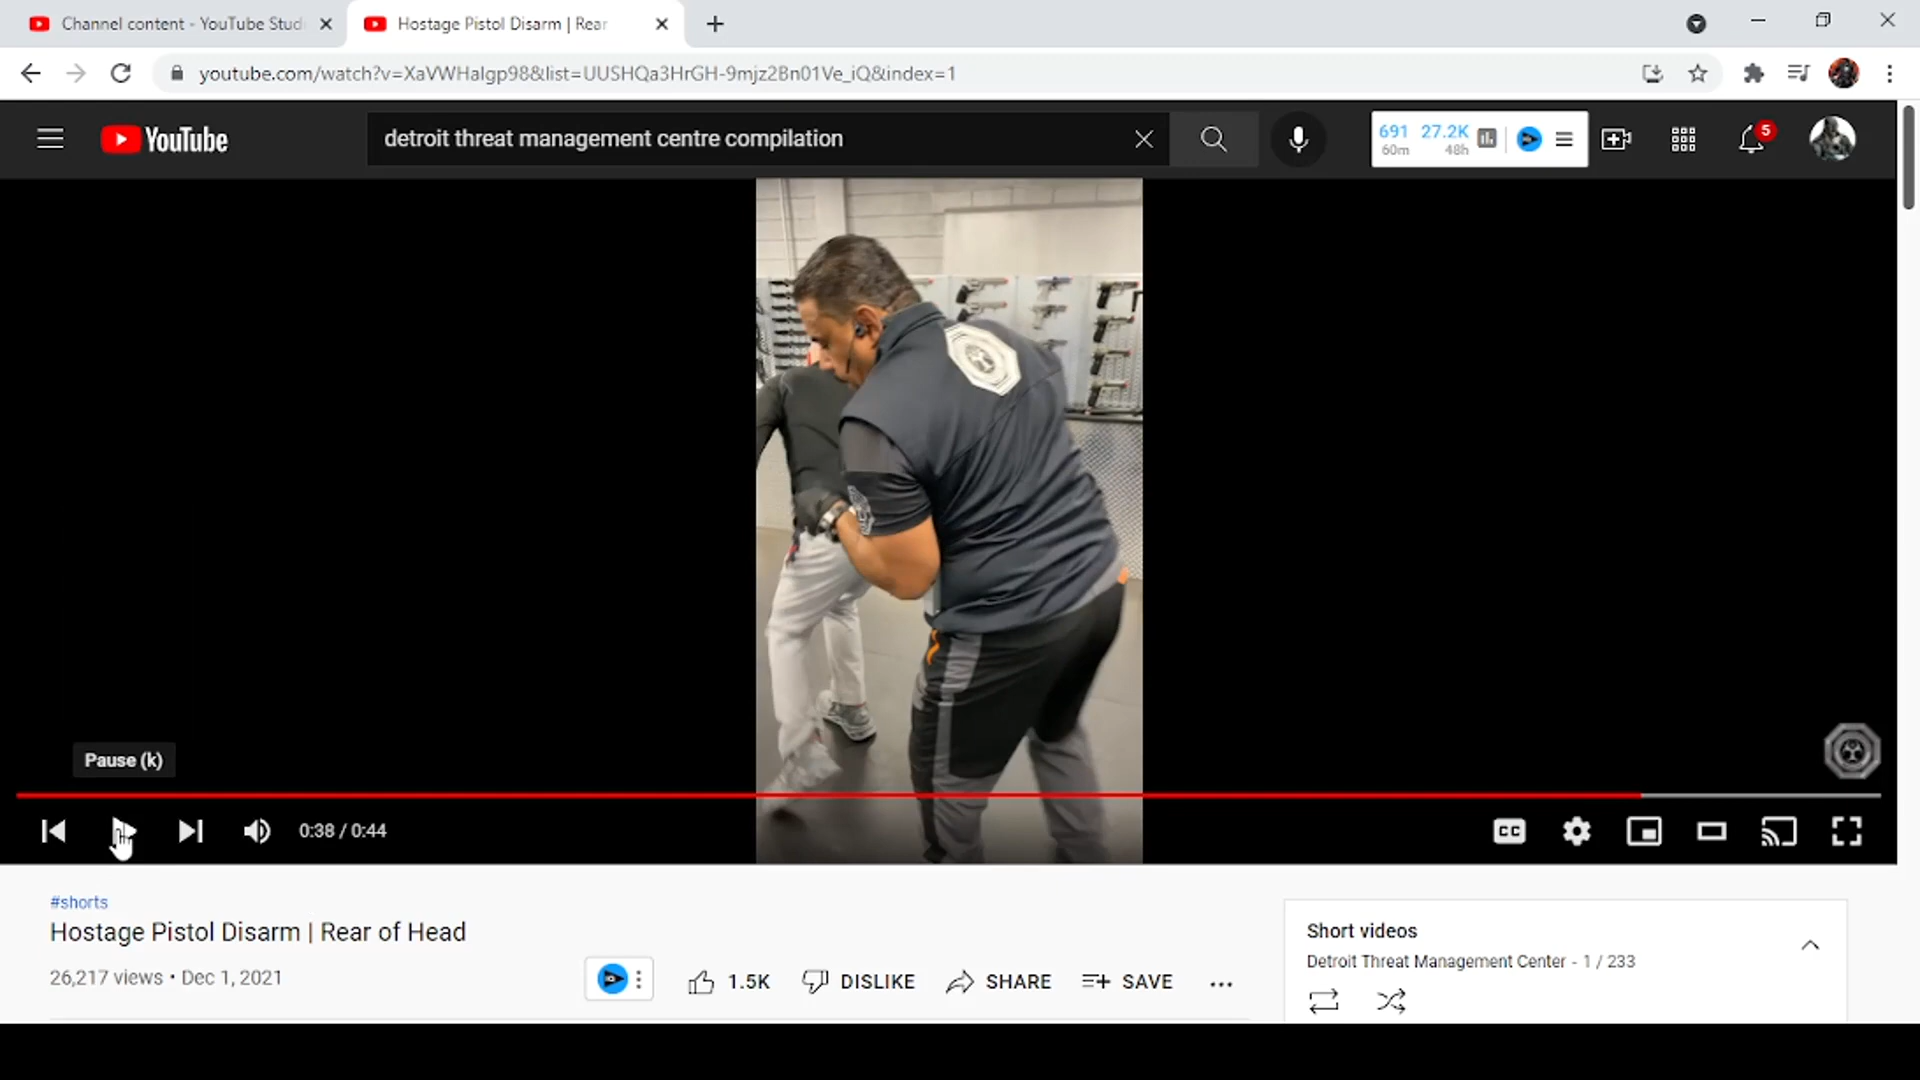 Channel content - YouTube Stud
Hostage Pistol Disarm | Rear
youtube.com/watch?v=XaVWHalgp98&list=UUSHQa3HrGH-9mjz2Bn01Ve_iQ&index=1
YouTube
detroit threat management centre compilation
691 27.2K
60m 48h
5
Pause (k)
0:38 / 0:44
CC
#shorts
Hostage Pistol Disarm | Rear of Head
26,217 views • Dec 1, 2021
1.5K DISLIKE SHARE SAVE
Short videos
Detroit Threat Management Center - 1 / 233